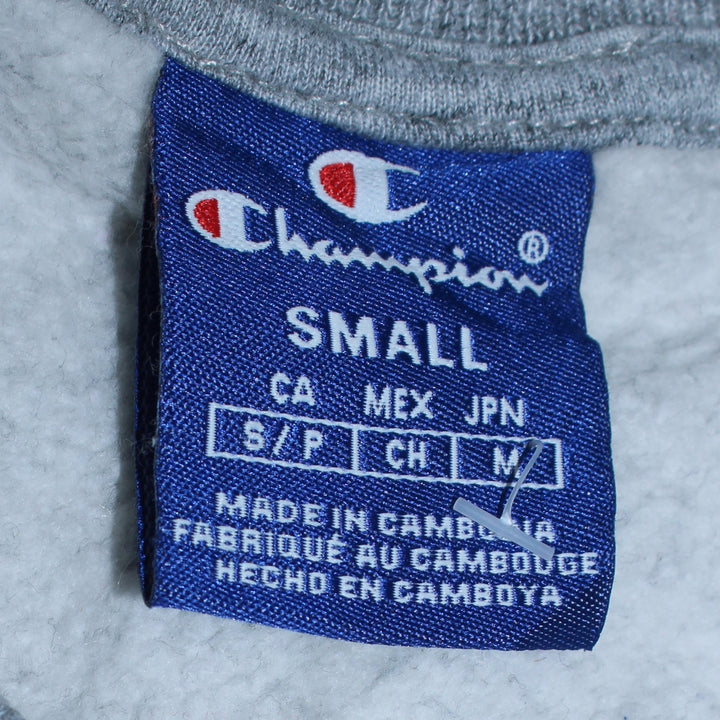 Champion®
SMALL
CA MEX JPN
S/P CH M
MADE IN CAMBODIA
FABRIQUÉ AU CAMBODGE
HECHO EN CAMBOYA